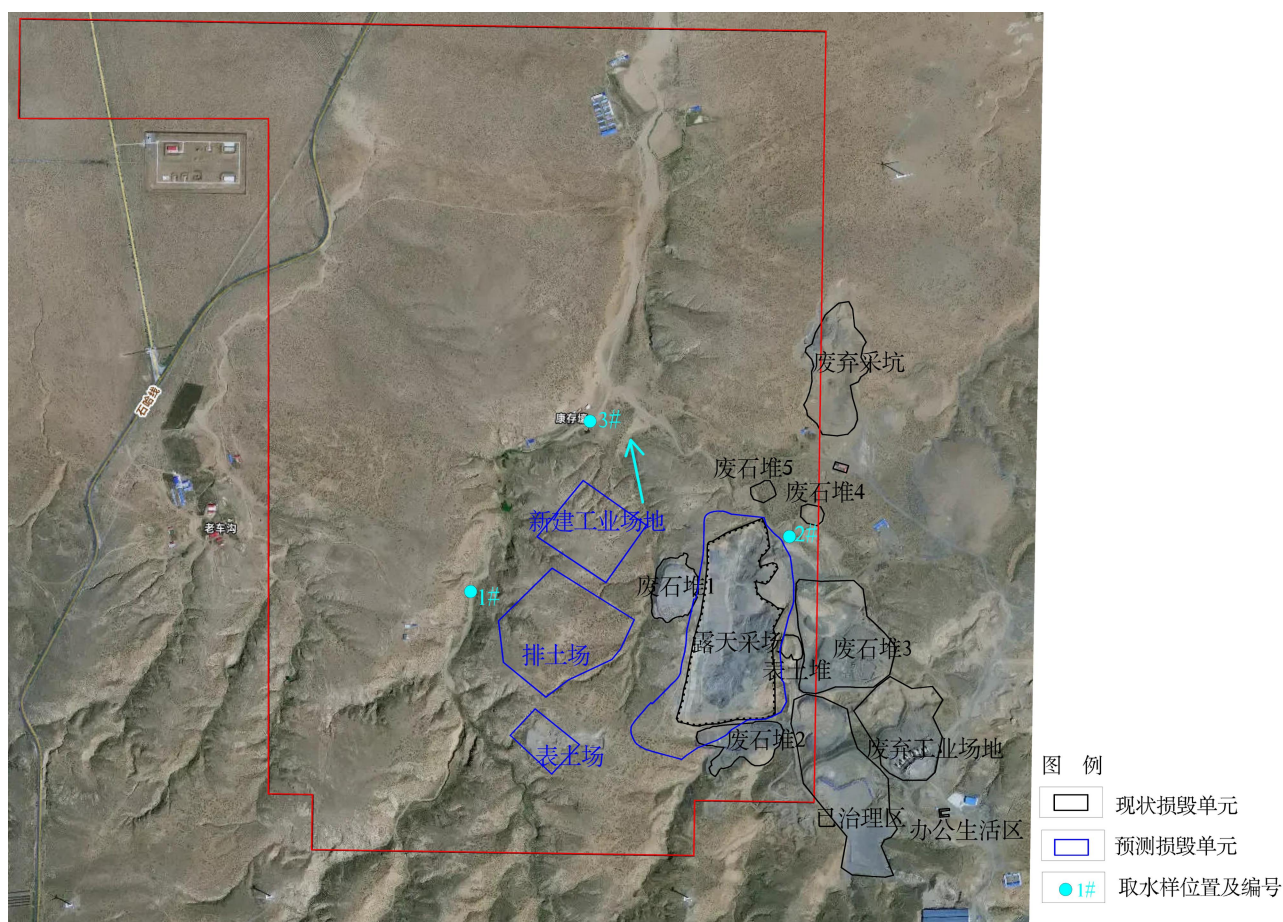 废弃采坑
石哈线
康存壕
3#
废石堆5
废石堆4
老车沟
新建工业场地
2#
1#
废石堆1
排土场
露天采场
表土堆
废石堆3
表土场
废石堆2
废弃工业场地
已治理区
办公生活区
图 例
现状损毁单元
预测损毁单元
1# 取水样位置及编号